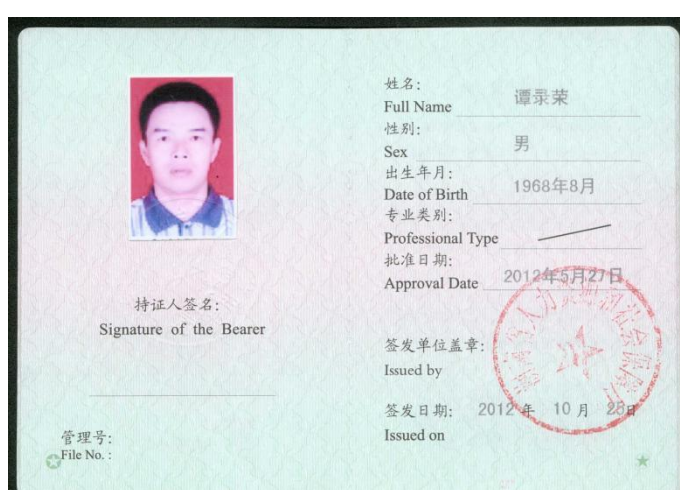 持证人签名:
Signature of the Bearer
管理号:
File No. :
姓名:
Full Name 谭录荣
性别:
Sex 男
出生年月:
Date of Birth 1968年8月
专业类别:
Professional Type
批准日期:
Approval Date 2012年5月27日
签发单位盖章:
Issued by
签发日期: 2012年 10月 25日
Issued on